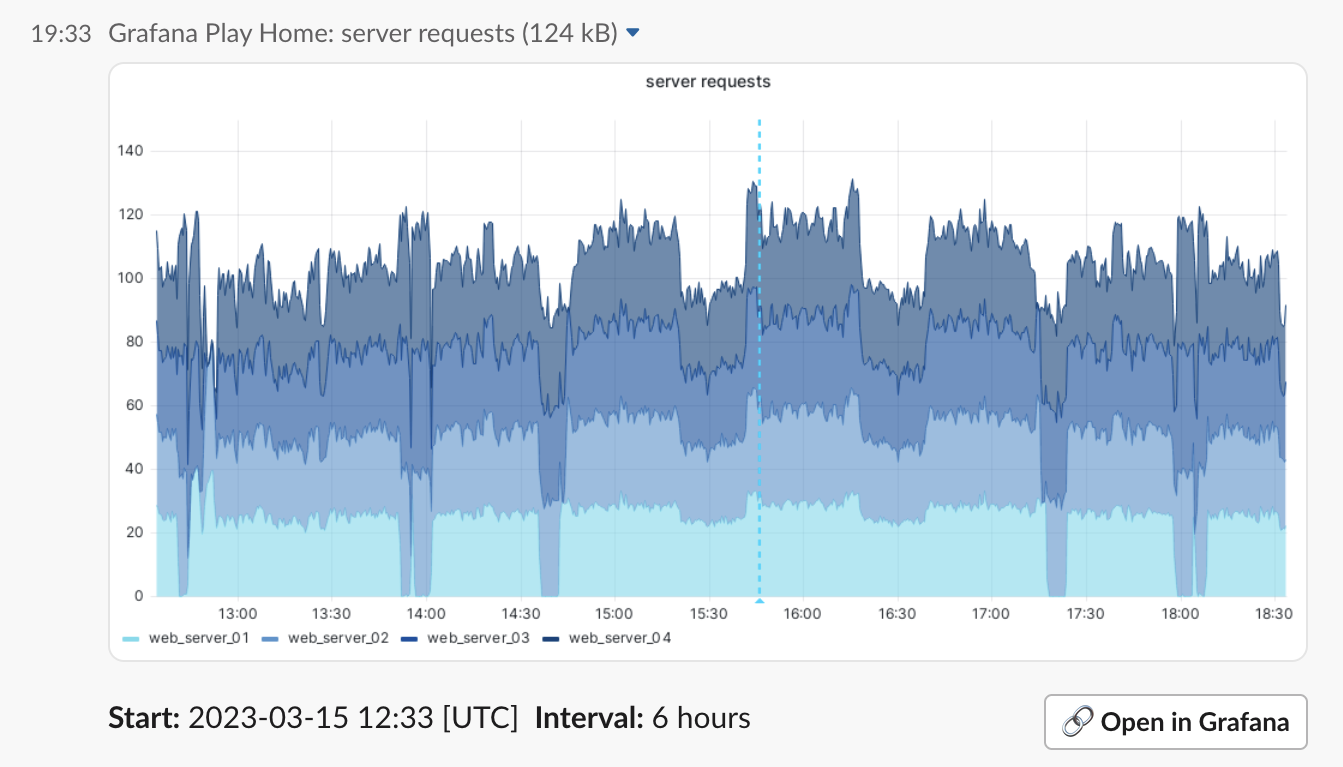 19:33 Grafana Play Home: server requests (124 kB)
server requests
140
120
100
80
60
40
20
0
13:00 13:30 14:00 14:30 15:00 15:30 16:00 16:30 17:00 17:30 18:00 18:30
web_server_01 web_server_02 web_server_03 web_server_04
Start: 2023-03-15 12:33 [UTC] Interval: 6 hours
Open in Grafana